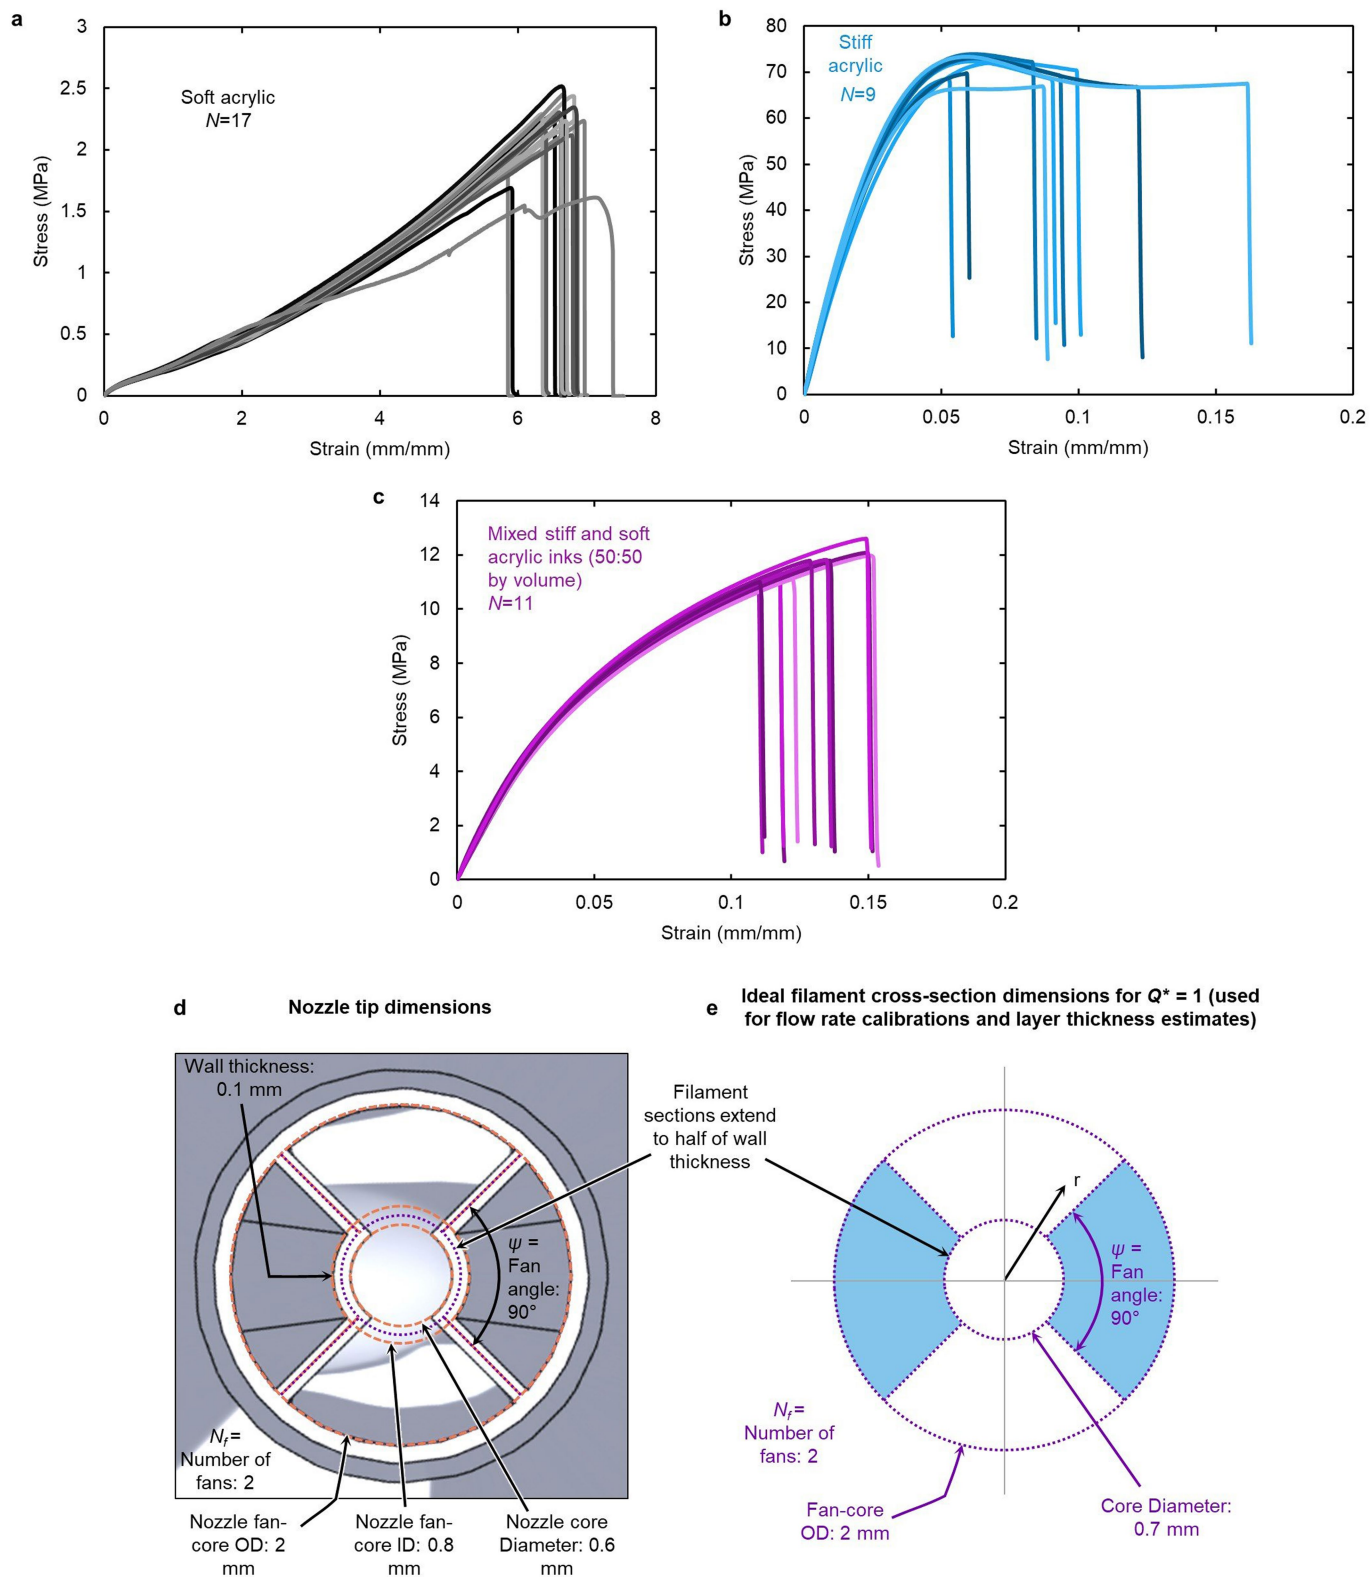 a
3
2.5
2
1.5
1
0.5
0
Stress (MPa)
Soft acrylic
N=17
0
2
4
6
8
Strain (mm/mm)
b
80
70
60
50
40
30
20
10
0
Stress (MPa)
Stiff
acrylic
N=9
0
0.05
0.1
0.15
0.2
Strain (mm/mm)
c
14
12
10
8
6
4
2
0
Stress (MPa)
Mixed stiff and soft
acrylic inks (50:50
by volume)
N=11
0
0.05
0.1
0.15
0.2
Strain (mm/mm)
d
Nozzle tip dimensions
Wall thickness:
0.1 mm
ψ =
Fan
angle:
90°
Nf =
Number of
fans: 2
Nozzle fan-
core OD: 2
mm
Nozzle fan-
core ID: 0.8
mm
Nozzle core
Diameter: 0.6
mm
Filament
sections extend
to half of wall
thickness
e
Ideal filament cross-section dimensions for Q* = 1 (used
for flow rate calibrations and layer thickness estimates)
r
ψ =
Fan
angle:
90°
Nf =
Number of
fans: 2
Fan-core
OD: 2 mm
Core Diameter:
0.7 mm